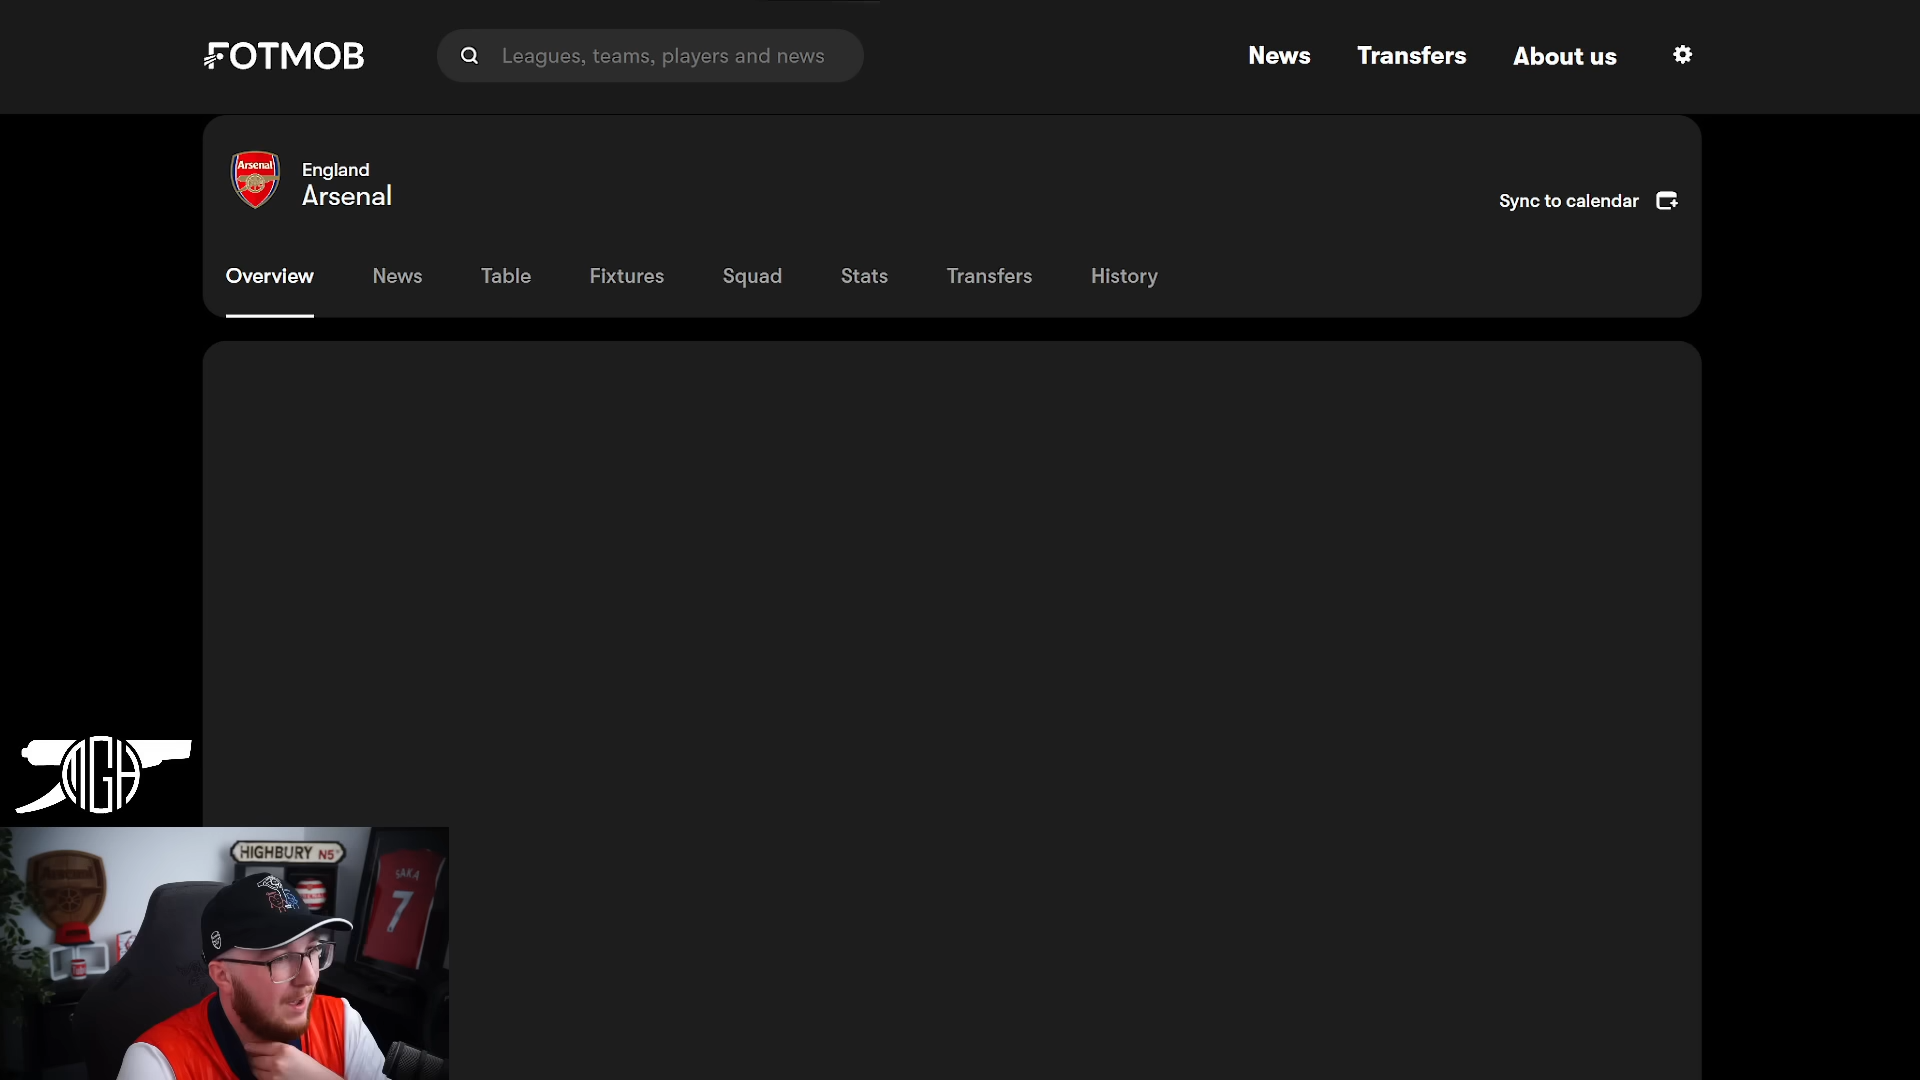 FOTMOB
Leagues, teams, players and news
News
Transfers
About us
Arsenal
England
Arsenal
Sync to calendar
Overview
News
Table
Fixtures
Squad
Stats
Transfers
History
HIGHBURY N5
SAKA
7